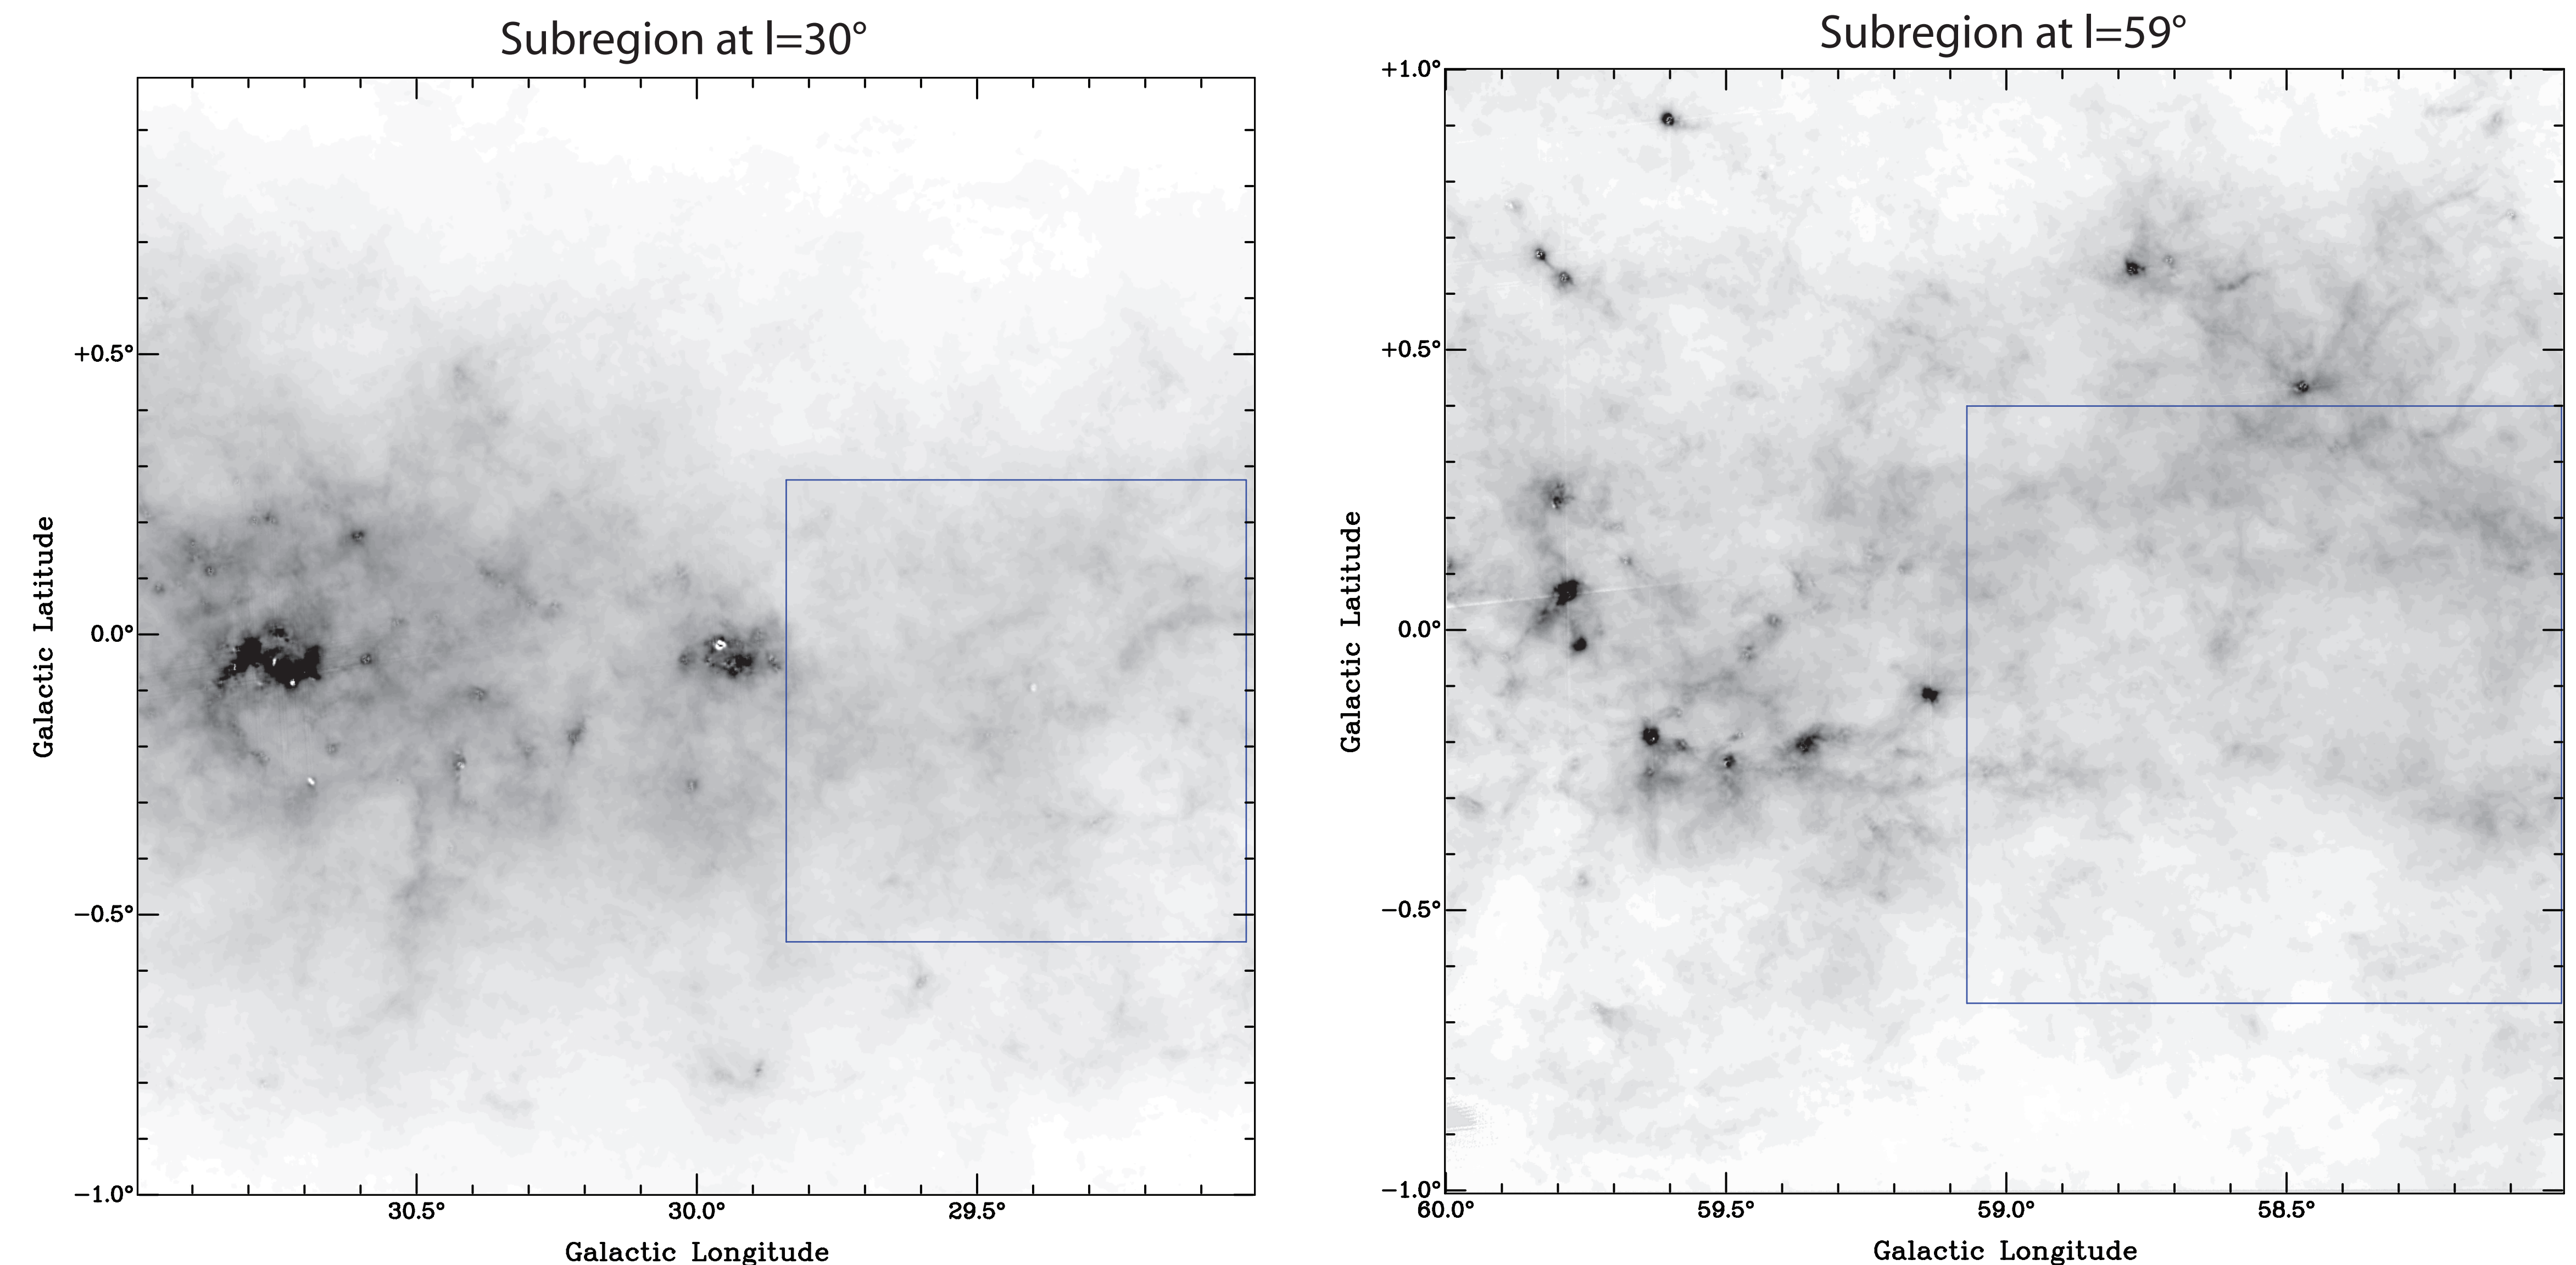 Subregion at l=30°
+0.5°
0.0°
−0.5°
−1.0°
Galactic Latitude
30.5°
30.0°
29.5°
Galactic Longitude
Subregion at l=59°
+1.0°
+0.5°
0.0°
−0.5°
−1.0°
Galactic Latitude
60.0°
59.5°
59.0°
58.5°
Galactic Longitude